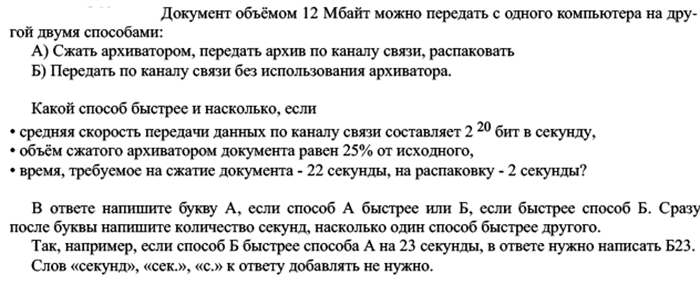 Документ объёмом 12 Мбайт можно передать с одного компьютера на дру-
гой двумя способами:
А) Сжать архиватором, передать архив по каналу связи, распаковать
Б) Передать по каналу связи без использования архиватора.
Какой способ быстрее и насколько, если
• средняя скорость передачи данных по каналу связи составляет 2 20 бит в секунду,
• объём сжатого архиватором документа равен 25% от исходного,
• время, требуемое на сжатие документа - 22 секунды, на распаковку - 2 секунды?
В ответе напишите букву А, если способ А быстрее или Б, если быстрее способ Б. Сразу
после буквы напишите количество секунд, насколько один способ быстрее другого.
Так, например, если способ Б быстрее способа А на 23 секунды, в ответе нужно написать Б23.
Слов «секунд», «сек.», «с.» к ответу добавлять не нужно.